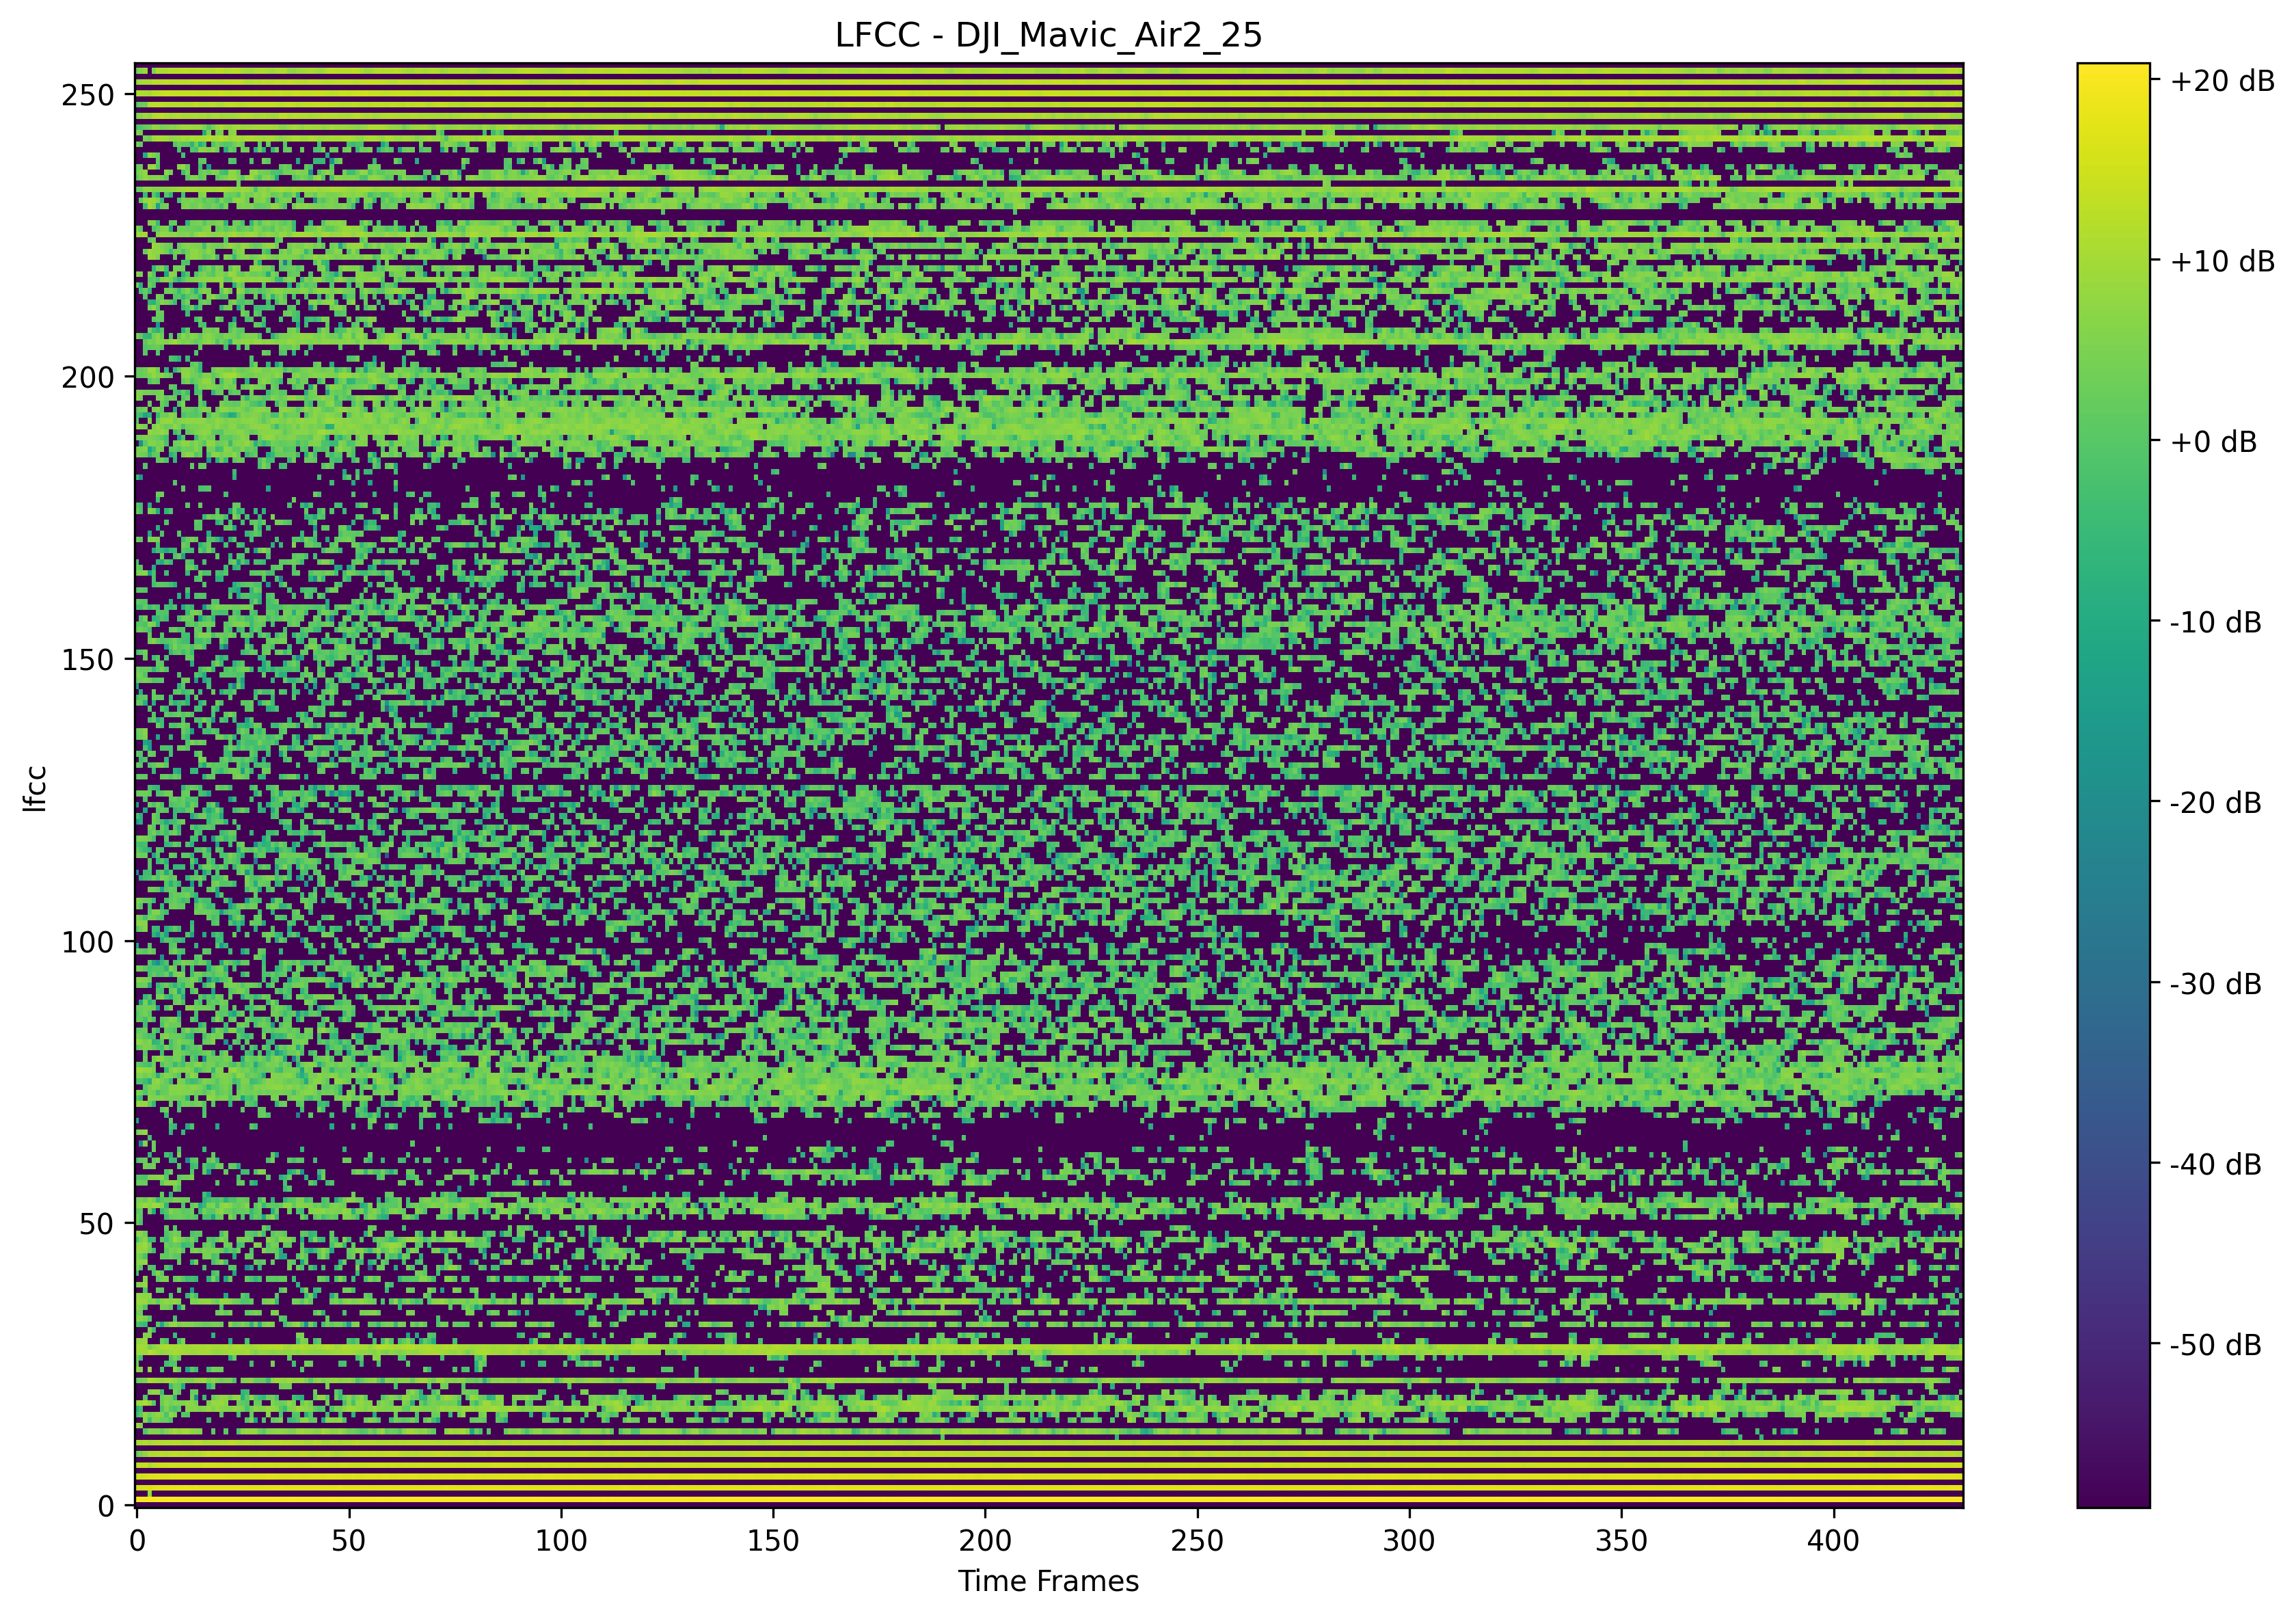 LFCC - DJI_Mavic_Air2_25
250
200
150
100
50
0
lfcc
0 50 100 150 200 250 300 350 400
Time Frames
+20 dB
+10 dB
+0 dB
-10 dB
-20 dB
-30 dB
-40 dB
-50 dB